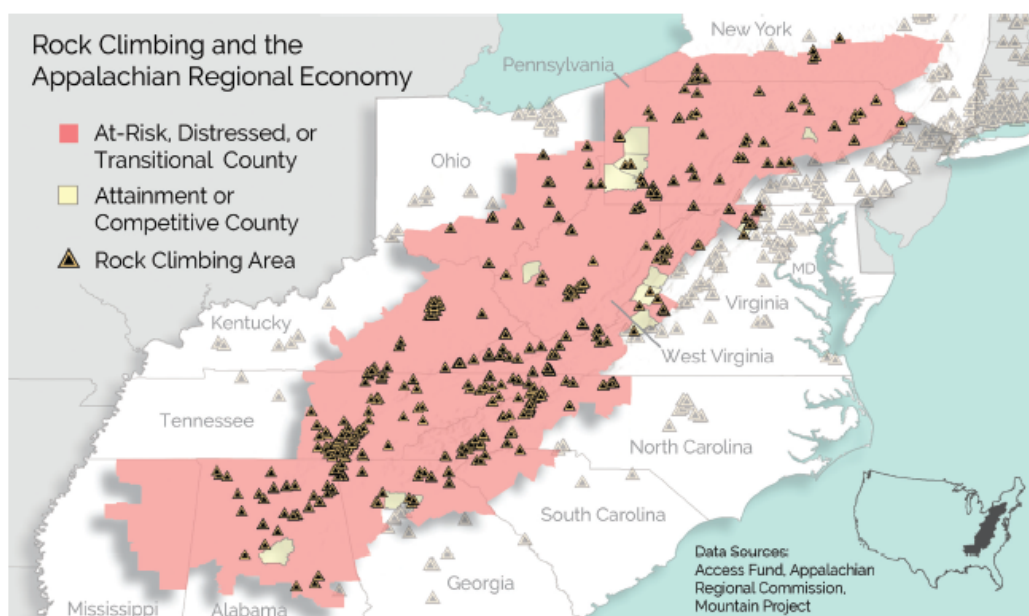 Rock Climbing and the
Appalachian Regional Economy
At-Risk, Distressed, or
Transitional County
Attainment or
Competitive County
Rock Climbing Area
New York
Pennsylvania
Ohio
MD
Virginia
Kentucky
West Virginia
Tennessee
North Carolina
South Carolina
Georgia
Mississippi
Alabama
Data Sources:
Access Fund, Appalachian
Regional Commission,
Mountain Project